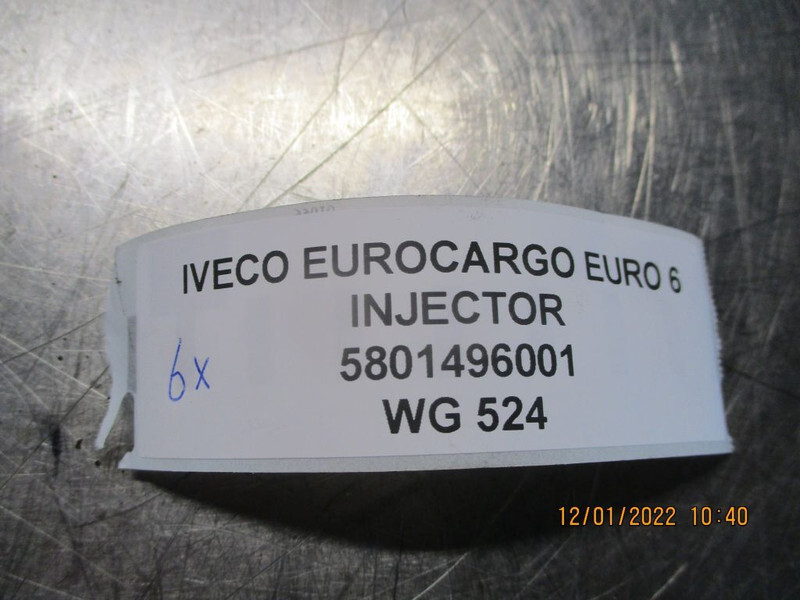 IVECO EUROCARGO EURO 6
INJECTOR
5801496001
6x
WG 524
12/01/2022 10:40